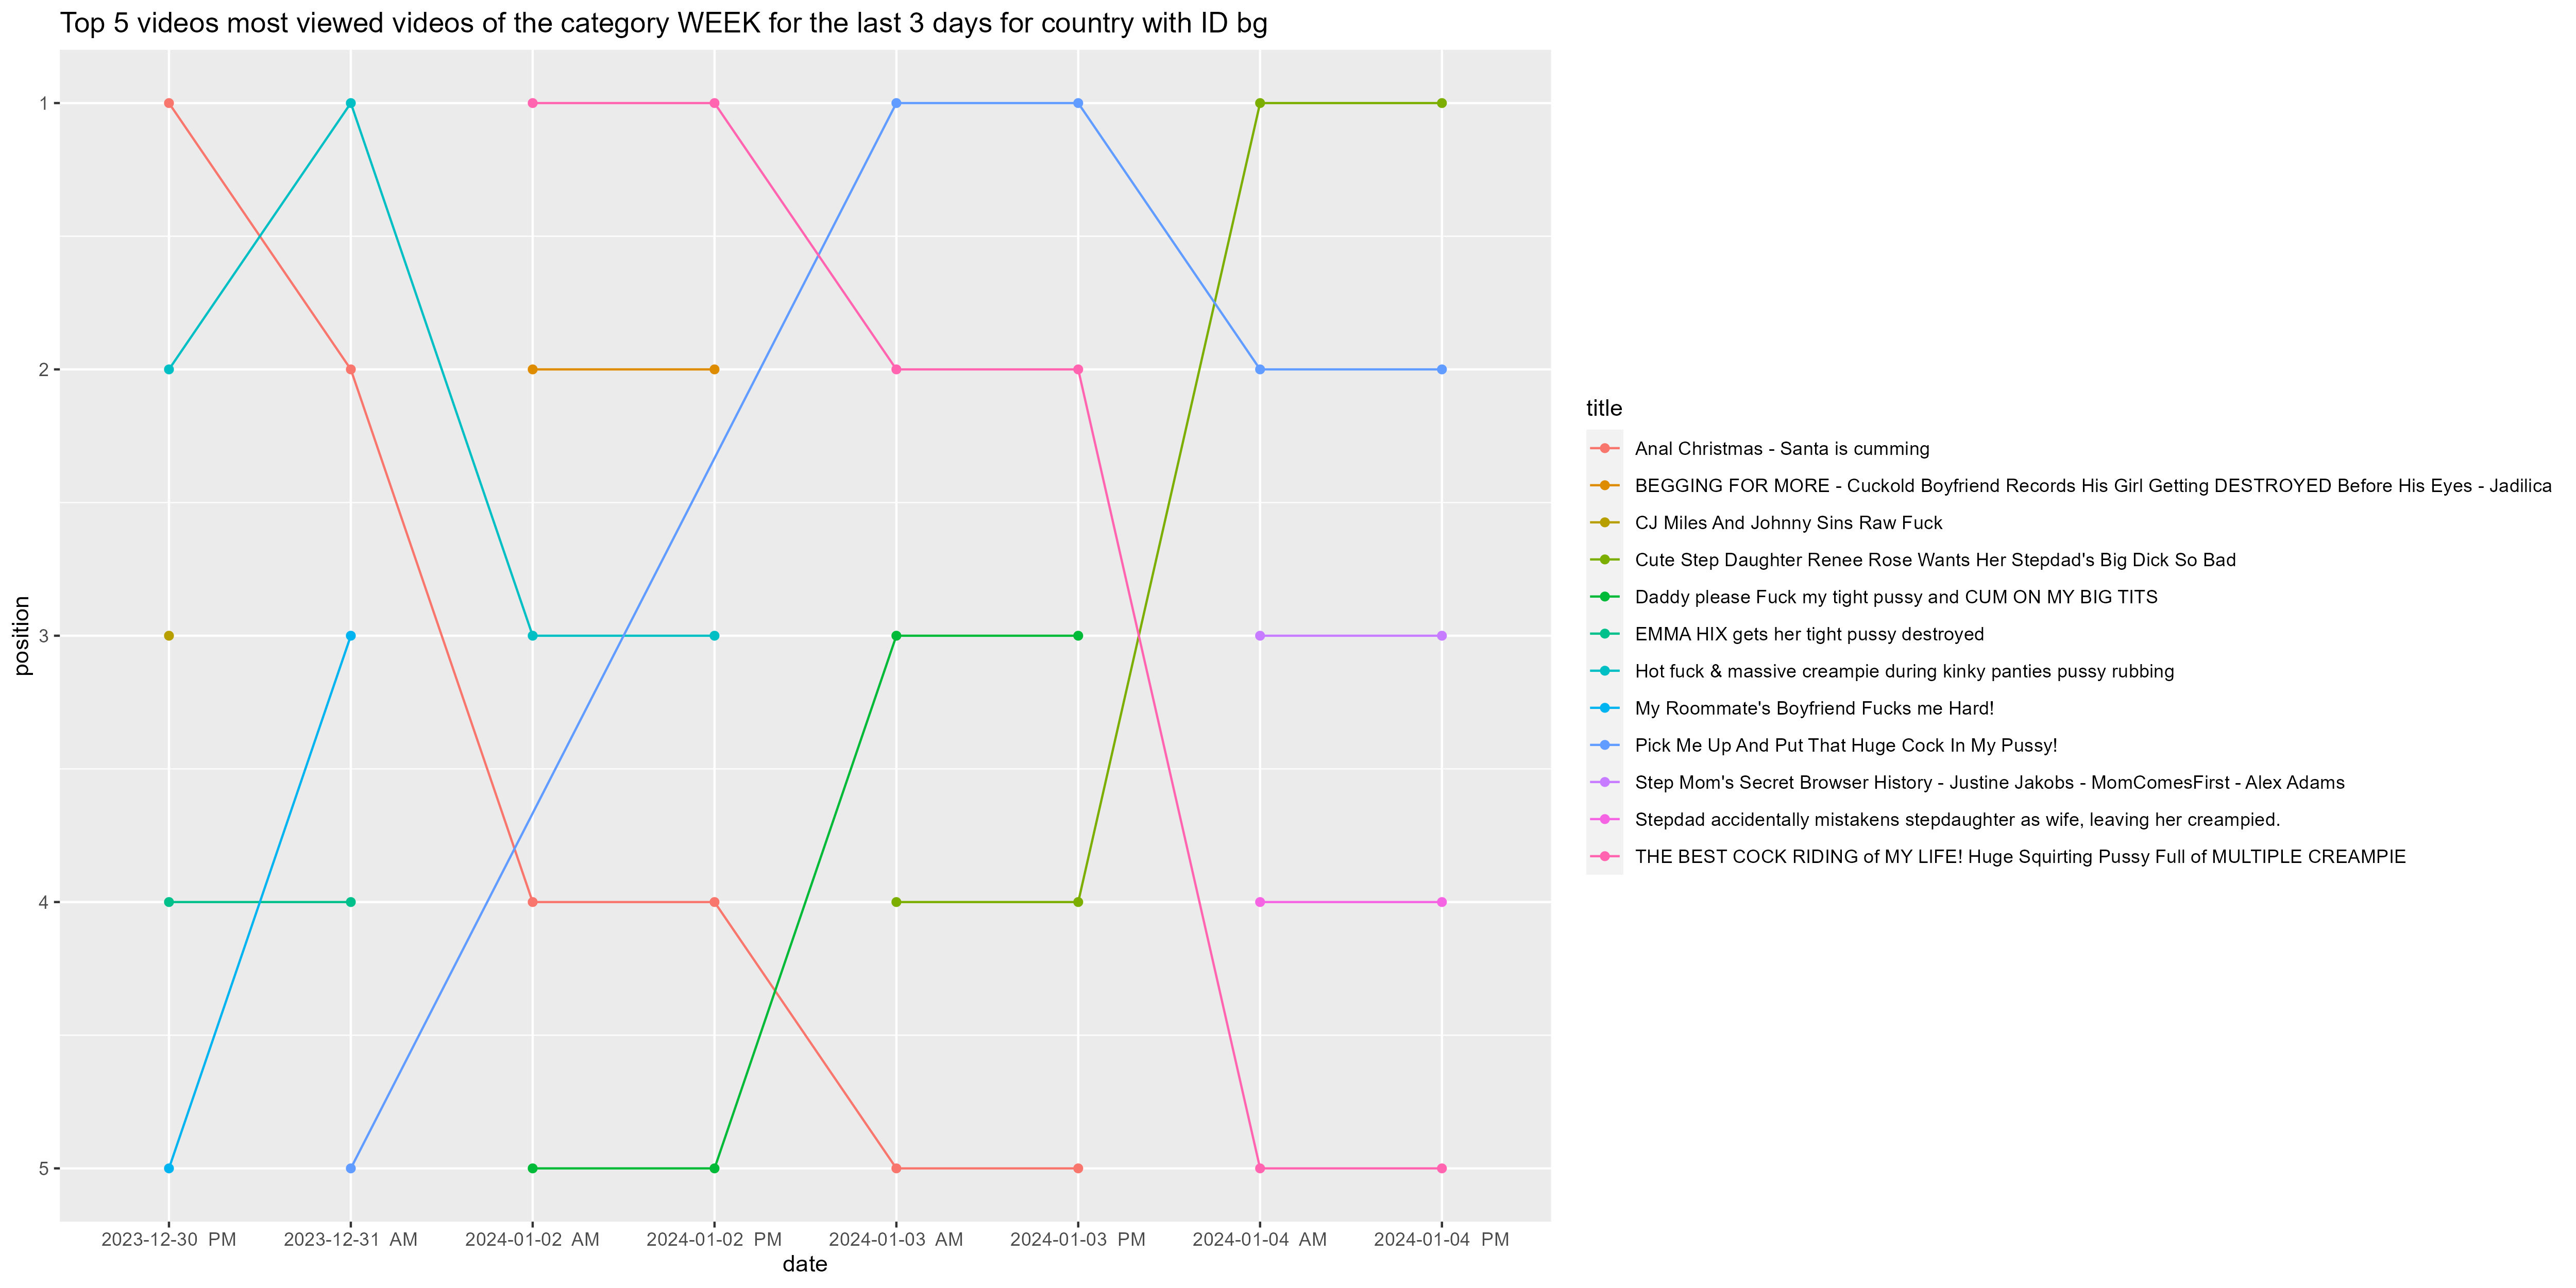 Top 5 videos most viewed videos of the category WEEK for the last 3 days for country with ID bg
position
1
2
3
4
5
2023-12-30 PM
2023-12-31 AM
2024-01-02 AM
2024-01-02 PM
2024-01-03 AM
2024-01-03 PM
2024-01-04 AM
2024-01-04 PM
date
title
Anal Christmas - Santa is cumming
BEGGING FOR MORE - Cuckold Boyfriend Records His Girl Getting DESTROYED Before His Eyes - Jadilica
CJ Miles And Johnny Sins Raw Fuck
Cute Step Daughter Renee Rose Wants Her Stepdad's Big Dick So Bad
Daddy please Fuck my tight pussy and CUM ON MY BIG TITS
EMMA HIX gets her tight pussy destroyed
Hot fuck & massive creampie during kinky panties pussy rubbing
My Roommate's Boyfriend Fucks me Hard!
Pick Me Up And Put That Huge Cock In My Pussy!
Step Mom's Secret Browser History - Justine Jakobs - MomComesFirst - Alex Adams
Stepdad accidentally mistakens stepdaughter as wife, leaving her creampied.
THE BEST COCK RIDING of MY LIFE! Huge Squirting Pussy Full of MULTIPLE CREAMPIE